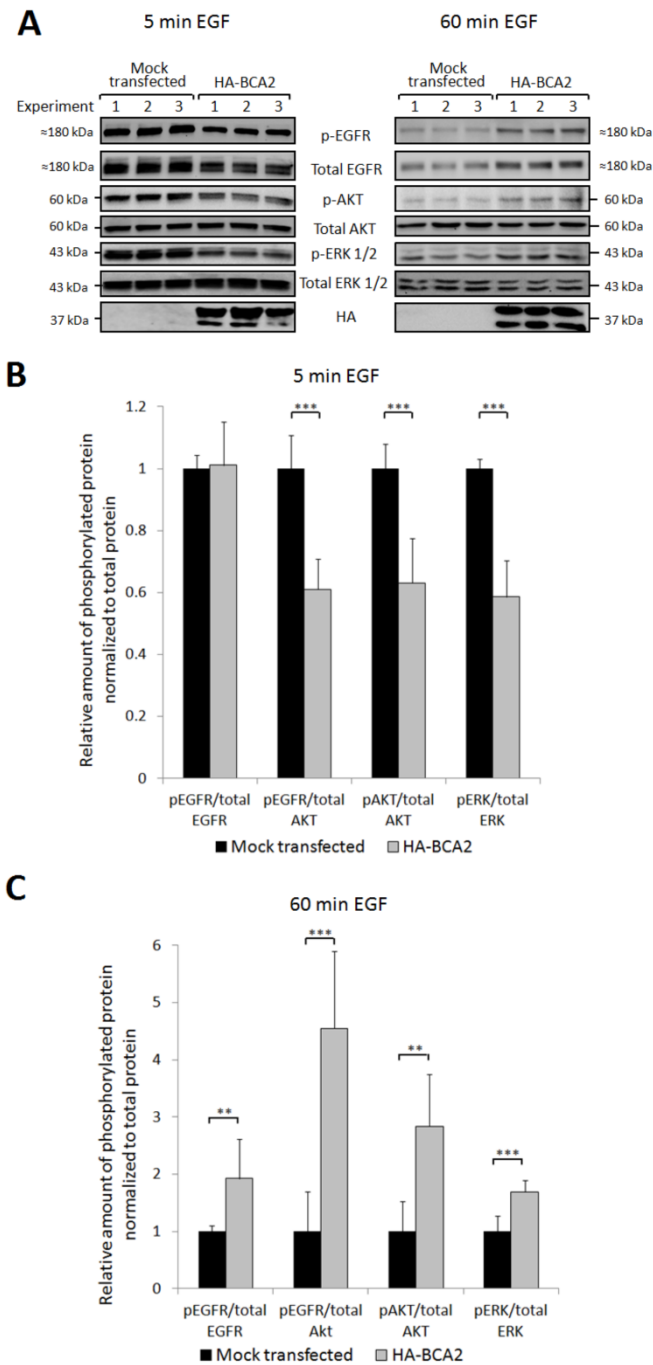 A
5 min EGF
60 min EGF
Mock transfected
HA-BCA2
Mock transfected
HA-BCA2
Experiment 1 2 3 1 2 3
1 2 3 1 2 3
≈180 kDa p-EGFR ≈180 kDa
≈180 kDa Total EGFR ≈180 kDa
60 kDa p-AKT 60 kDa
60 kDa Total AKT 60 kDa
43 kDa p-ERK 1/2 43 kDa
43 kDa Total ERK 1/2 43 kDa
37 kDa HA 37 kDa
B
5 min EGF
Relative amount of phosphorylated protein
normalized to total protein
1.2
1
0.8
0.6
0.4
0.2
0
*** *** ***
pEGFR/total EGFR
pEGFR/total AKT
pAKT/total AKT
pERK/total ERK
Mock transfected HA-BCA2
C
60 min EGF
Relative amount of phosphorylated protein
normalized to total protein
6
5
4
3
2
1
0
** *** ** ***
pEGFR/total EGFR
pEGFR/total Akt
pAKT/total AKT
pERK/total ERK
Mock transfected HA-BCA2